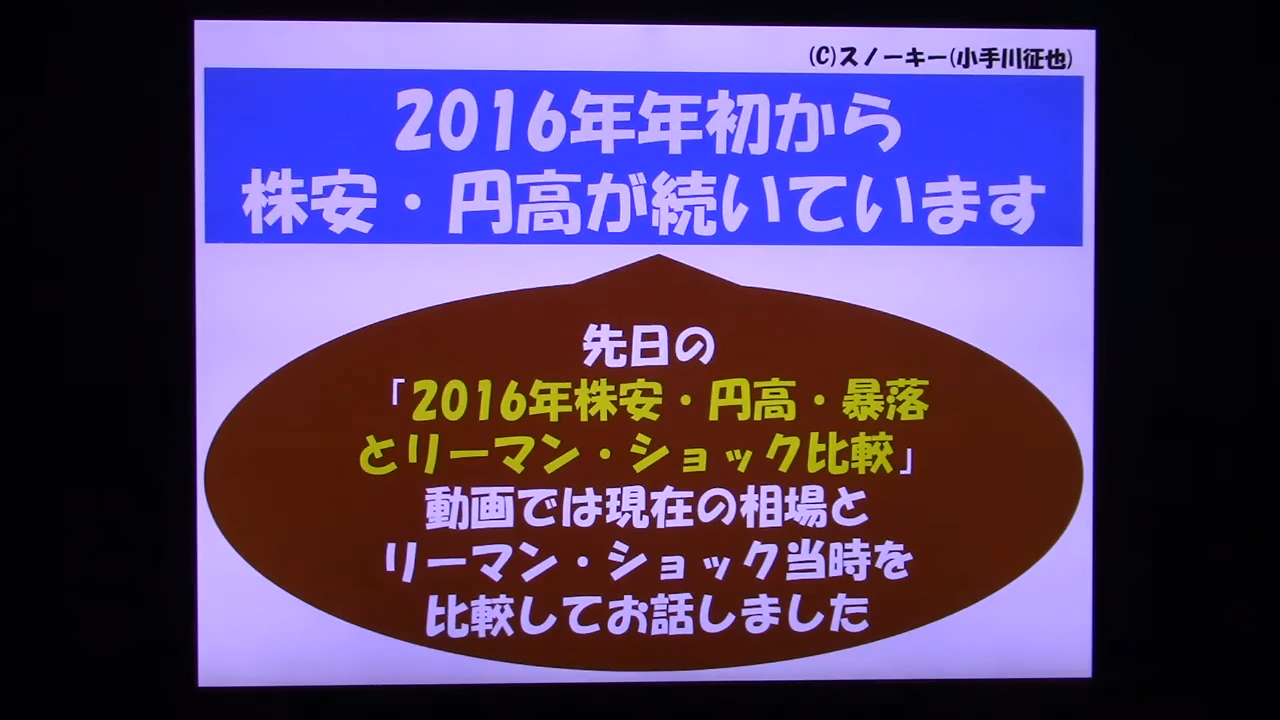 (C)スノーキー(小手川征也)
2016年年初から
株安・円高が続いています
先日の
「2016年株安・円高・暴落
とリーマン・ショック比較」
動画では現在の相場と
リーマン・ショック当時を
比較してお話しました